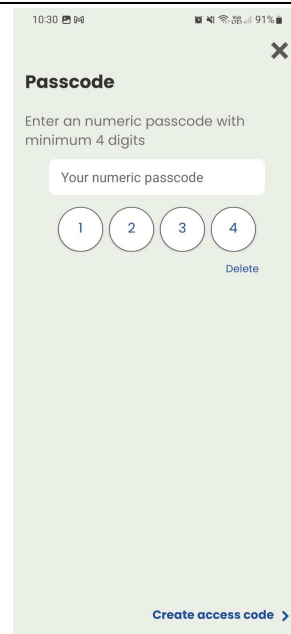 10:30
91%
Passcode
Enter an numeric passcode with
minimum 4 digits
Your numeric passcode
1 2 3 4
Delete
Create access code